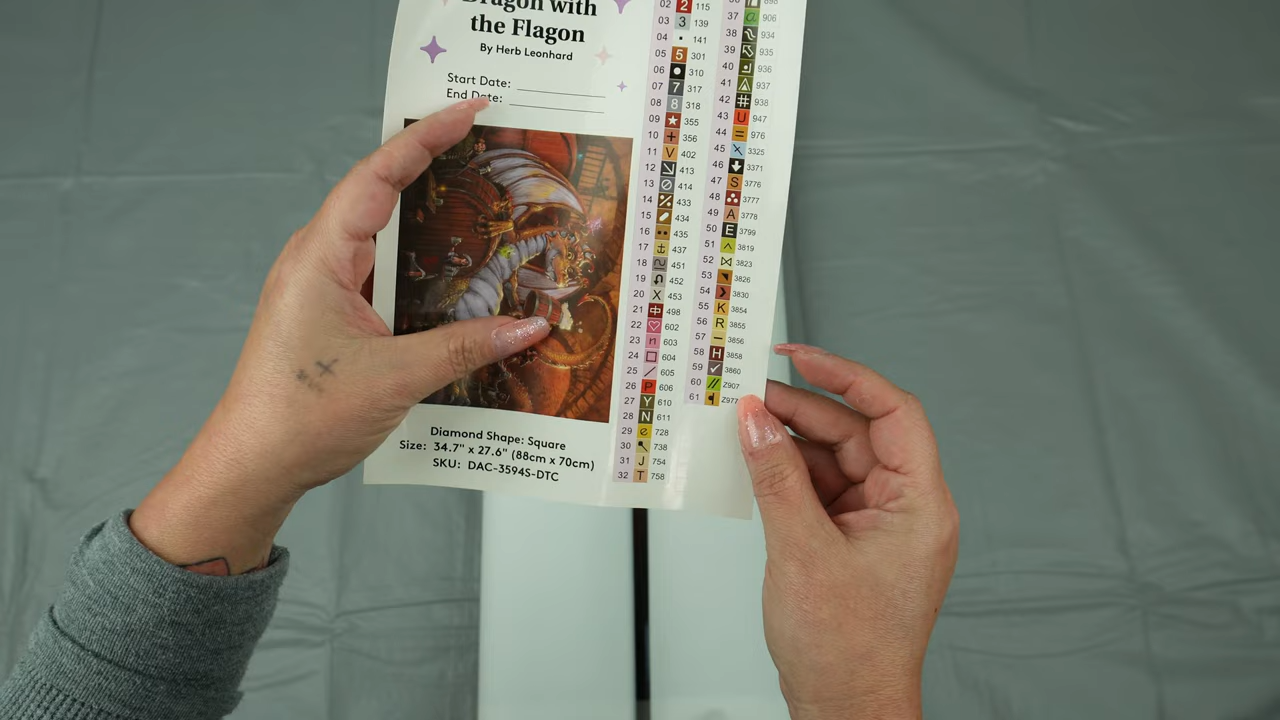 Dragon with
the Flagon
By Herb Leonhard
Start Date:
End Date:
Diamond Shape: Square
Size: 34.7" x 27.6" (88cm x 70cm)
SKU: DAC-3594S-DTC
02 2 115
03 3 139
04 141
05 5 301
06 310
07 7 317
08 8 318
09 ★ 355
10 + 356
11 V 402
12 413
13 414
14 433
15 434
16 435
17 437
18 451
19 452
20 X 453
21 498
22 602
23 n 603
24 604
25 / 605
26 P 606
27 Y 610
28 N 611
29 e 728
30 738
31 J 754
32 T 758
36 898
37 906
38 934
39 935
40 936
41 937
42 # 938
43 U 947
44 = 976
45 3325
46 3371
47 S 3776
48 3777
49 A 3778
50 E 3799
51 3819
52 3823
53 3826
54 3830
55 K 3854
56 R 3855
57 – 3856
58 H 3858
59 ✓ 3860
60 // Z907
61 Z977